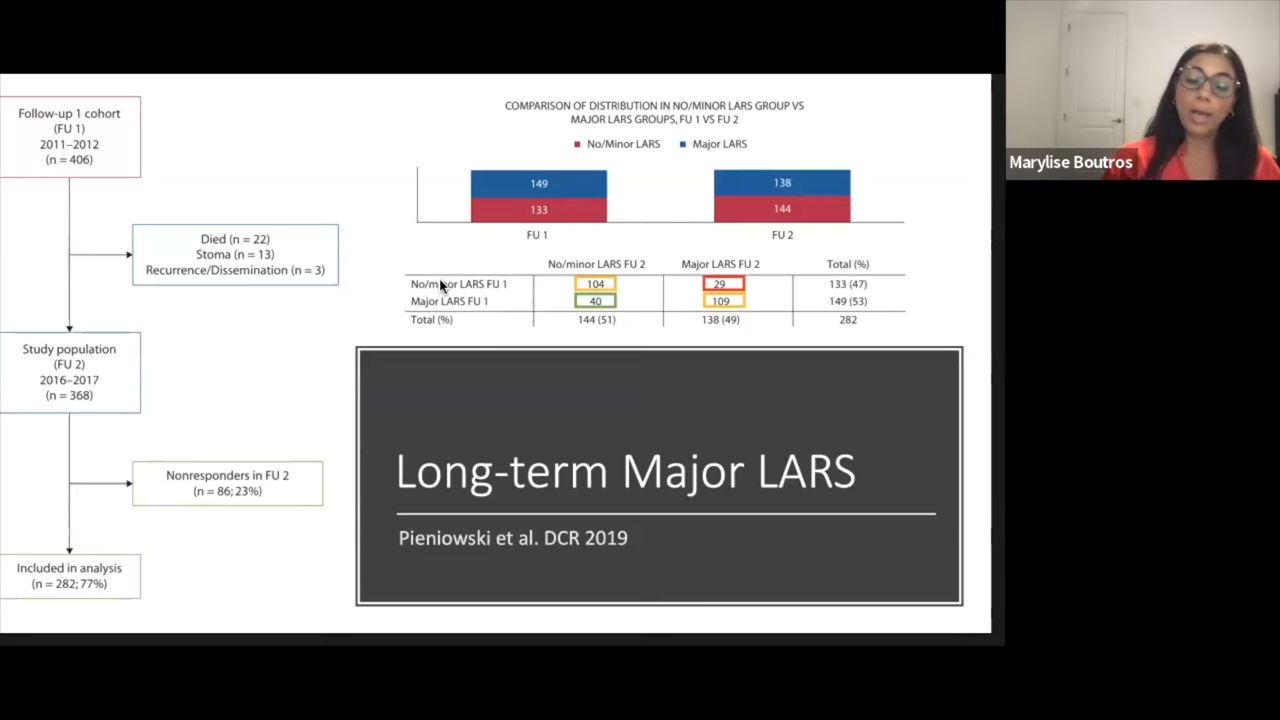 Follow-up 1 cohort
(FU 1)
2011–2012
(n = 406)
Died (n = 22)
Stoma (n = 13)
Recurrence/Dissemination (n = 3)
Study population
(FU 2)
2016–2017
(n = 368)
Nonresponders in FU 2
(n = 86; 23%)
Included in analysis
(n = 282; 77%)
COMPARISON OF DISTRIBUTION IN NO/MINOR LARS GROUP VS
MAJOR LARS GROUPS, FU 1 VS FU 2
No/Minor LARS Major LARS
149 138
133 144
FU 1 FU 2
No/minor LARS FU 2 Major LARS FU 2 Total (%)
No/minor LARS FU 1 104 29 133 (47)
Major LARS FU 1 40 109 149 (53)
Total (%) 144 (51) 138 (49) 282
Long-term Major LARS
Pieniowski et al. DCR 2019
Marylise Boutros